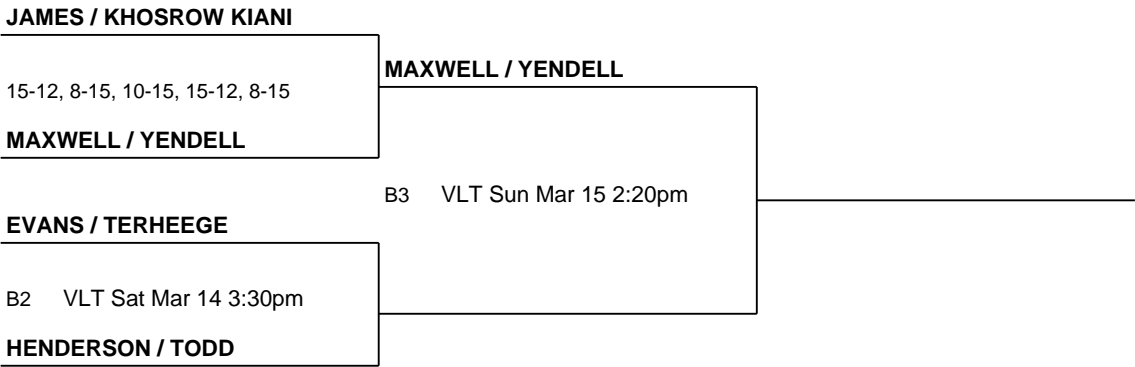 JAMES / KHOSROW KIANI
15-12, 8-15, 10-15, 15-12, 8-15
MAXWELL / YENDELL
MAXWELL / YENDELL
B3 VLT Sun Mar 15 2:20pm
EVANS / TERHEEGE
B2 VLT Sat Mar 14 3:30pm
HENDERSON / TODD